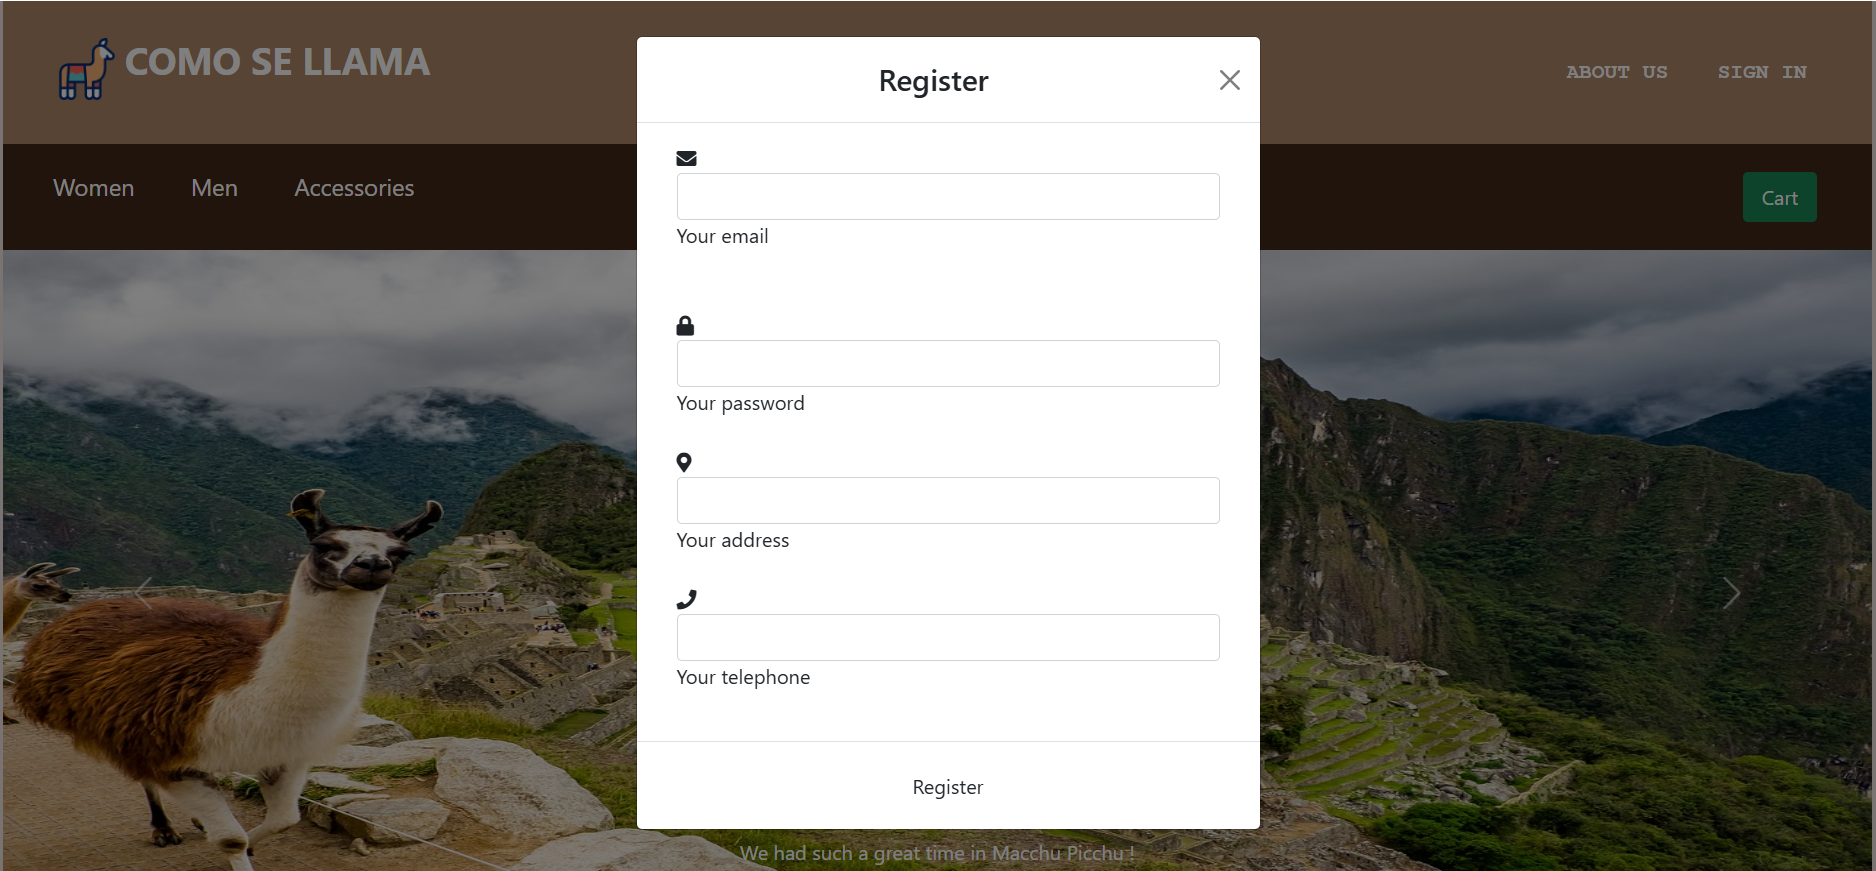 COMO SE LLAMA
ABOUT US
SIGN IN
Women
Men
Accessories
Cart
Register
Your email
Your password
Your address
Your telephone
Register
We had such a great time in Macchu Picchu !